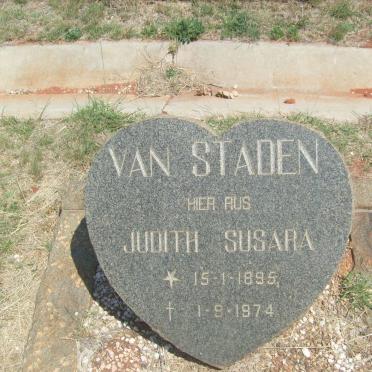 VAN STADEN
HIER RUS
JUDITH SUSARA
★ 15-1-1895
† 1-9-1974